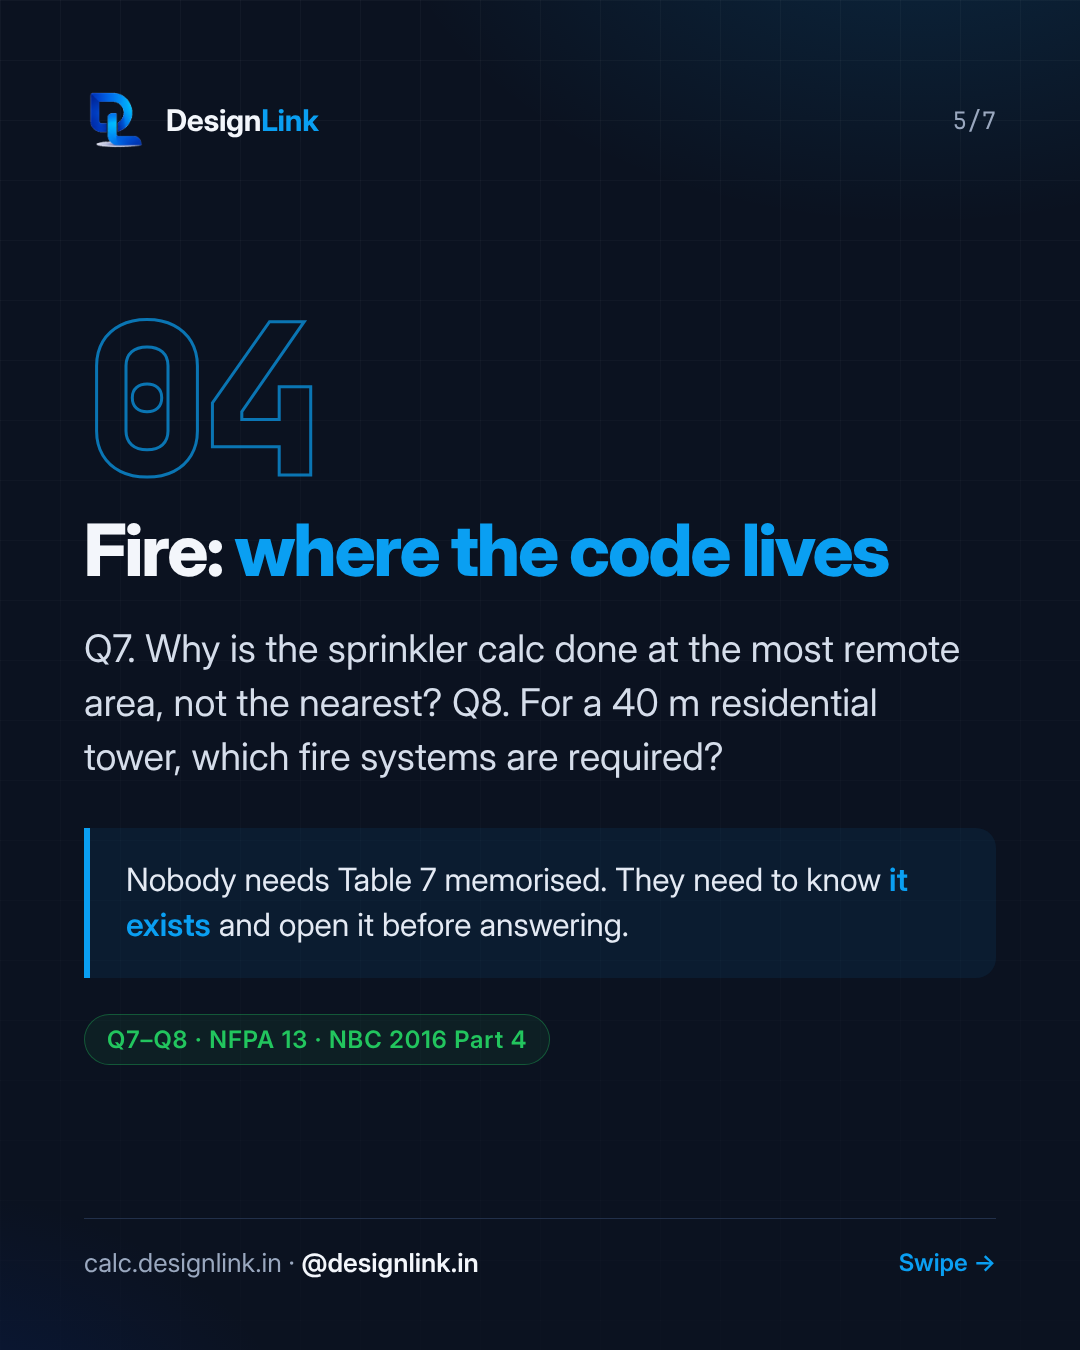 DesignLink
5/7
04
Fire: where the code lives
Q7. Why is the sprinkler calc done at the most remote
area, not the nearest? Q8. For a 40 m residential
tower, which fire systems are required?
Nobody needs Table 7 memorised. They need to know it
exists and open it before answering.
Q7–Q8 · NFPA 13 · NBC 2016 Part 4
calc.designlink.in · @designlink.in
Swipe →